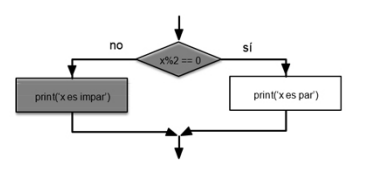 no
sí
x%2 == 0
print('x es impar')
print('x es par')